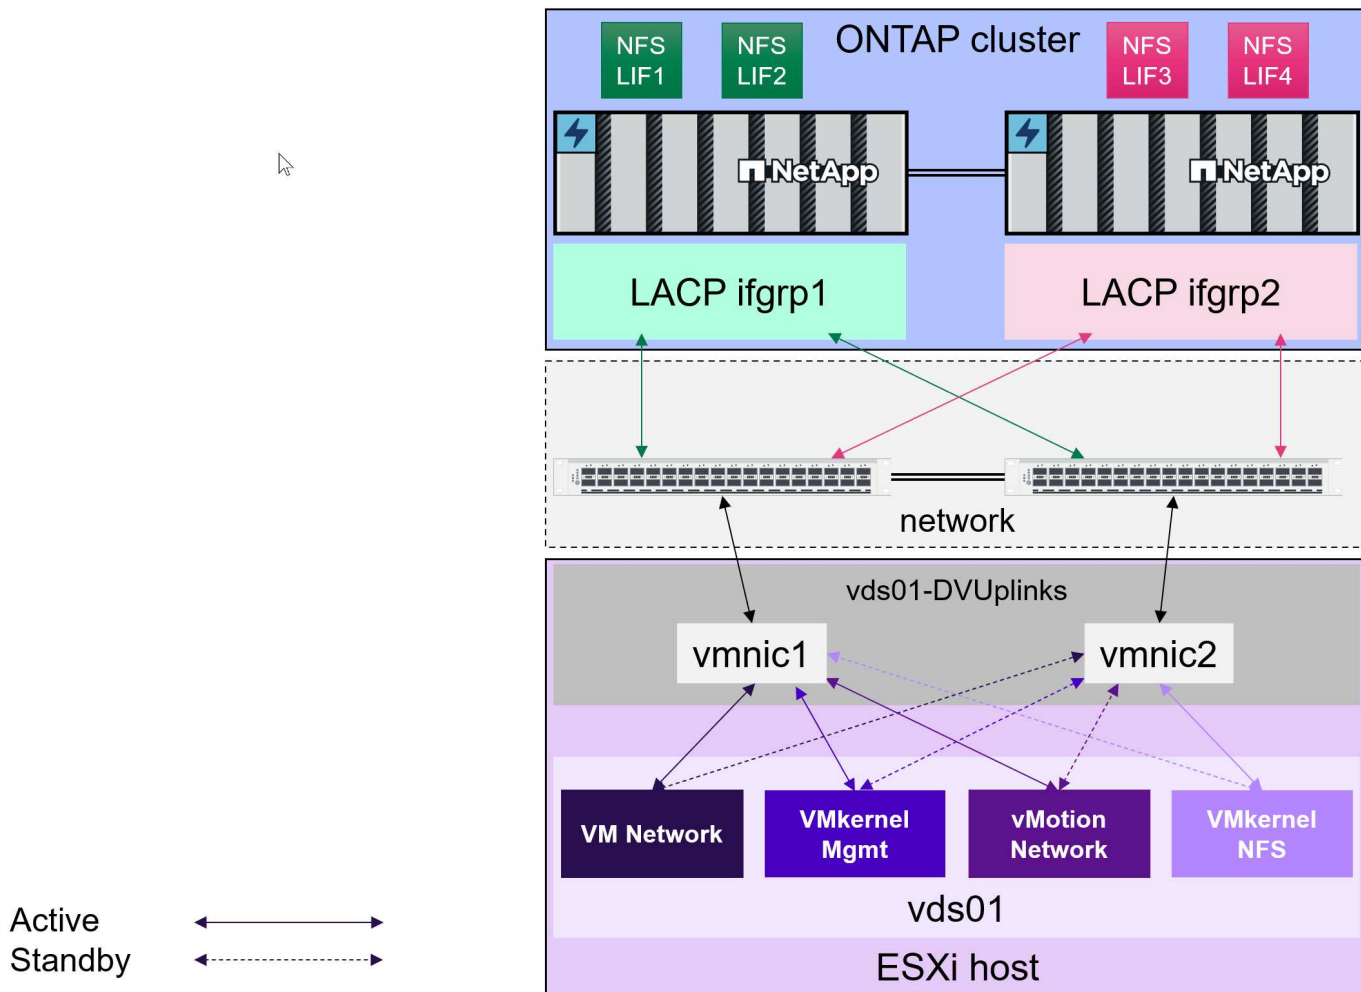 ONTAP cluster
NFS
LIF1
NFS
LIF2
NFS
LIF3
NFS
LIF4
NetApp
NetApp
LACP ifgrp1
LACP ifgrp2
network
vds01-DVUplinks
vmnic1
vmnic2
VM Network
VMkernel
Mgmt
vMotion
Network
VMkernel
NFS
vds01
ESXi host
Active
Standby